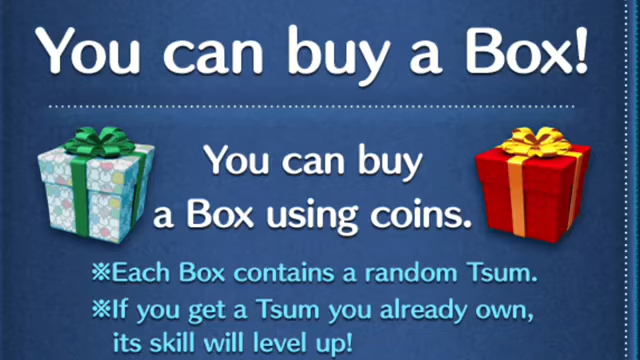 You can buy a Box!
You can buy
a Box using coins.
※Each Box contains a random Tsum.
※If you get a Tsum you already own,
its skill will level up!